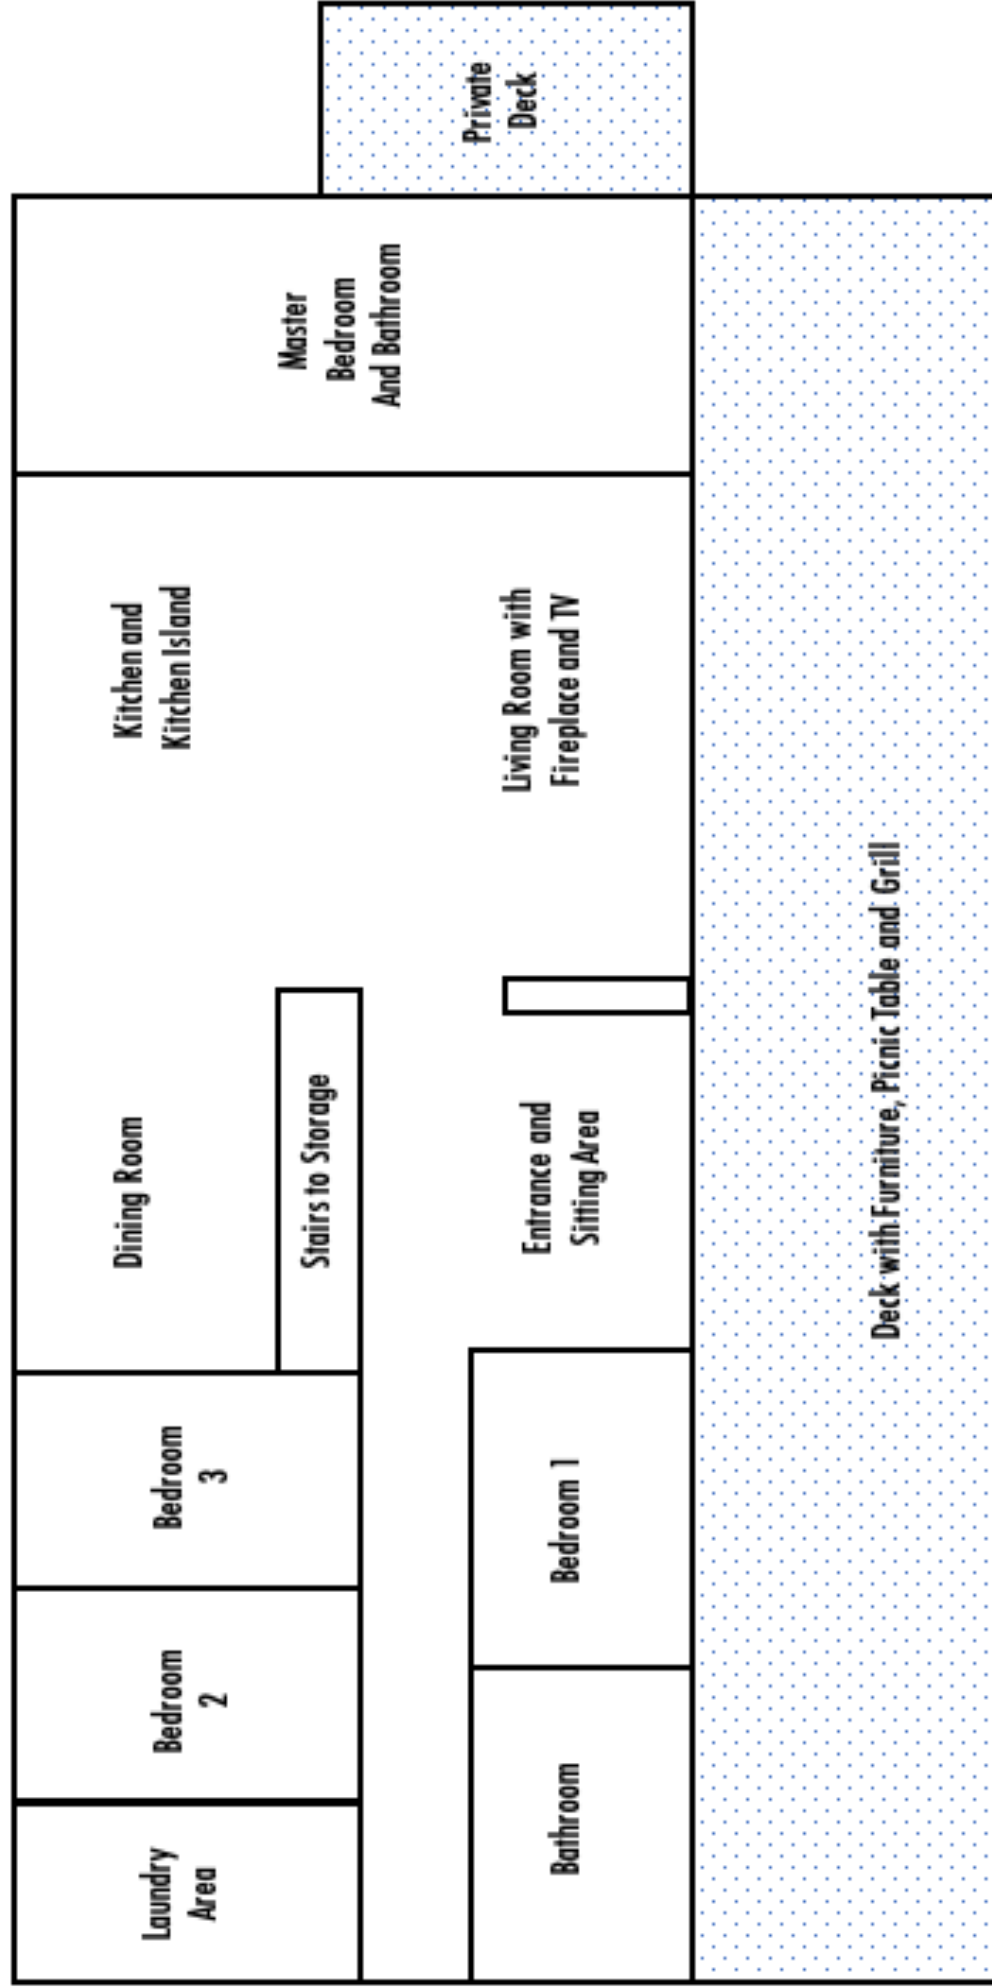 Laundry
Area
Bedroom
2
Bedroom
3
Dining Room
Kitchen and
Kitchen Island
Stairs to Storage
Master
Bedroom
And Bathroom
Private
Deck
Bathroom
Bedroom 1
Entrance and
Sitting Area
Living Room with
Fireplace and TV
Deck with Furniture, Picnic Table and Grill